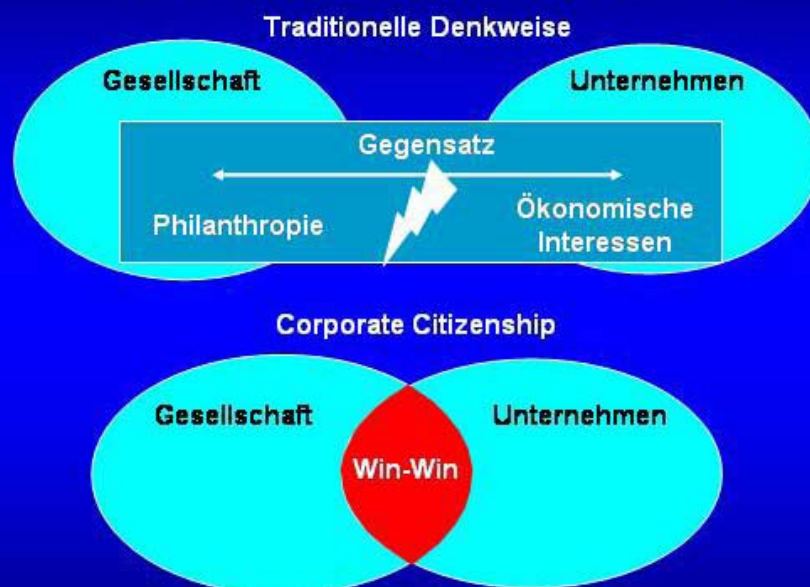 Traditionelle Denkweise
Gesellschaft
Unternehmen
Gegensatz
Philanthropie
Ökonomische
Interessen
Corporate Citizenship
Gesellschaft
Unternehmen
Win-Win